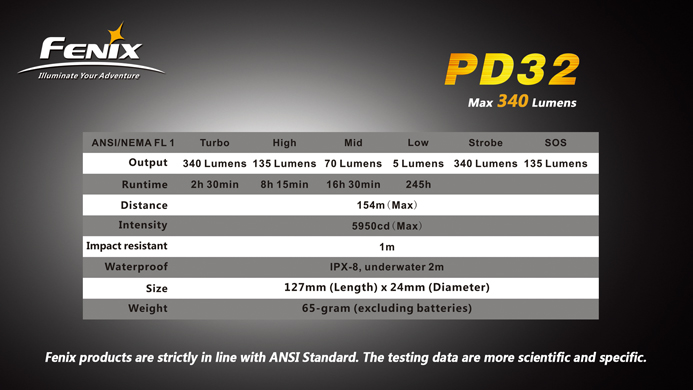 FENIX
Illuminate Your Adventure
PD32
Max 340 Lumens
ANSI/NEMA FL 1 Turbo High Mid Low Strobe SOS
Output 340 Lumens 135 Lumens 70 Lumens 5 Lumens 340 Lumens 135 Lumens
Runtime 2h 30min 8h 15min 16h 30min 245h
Distance 154m (Max)
Intensity 5950cd (Max)
Impact resistant 1m
Waterproof IPX-8, underwater 2m
Size 127mm (Length) x 24mm (Diameter)
Weight 65-gram (excluding batteries)
Fenix products are strictly in line with ANSI Standard. The testing data are more scientific and specific.